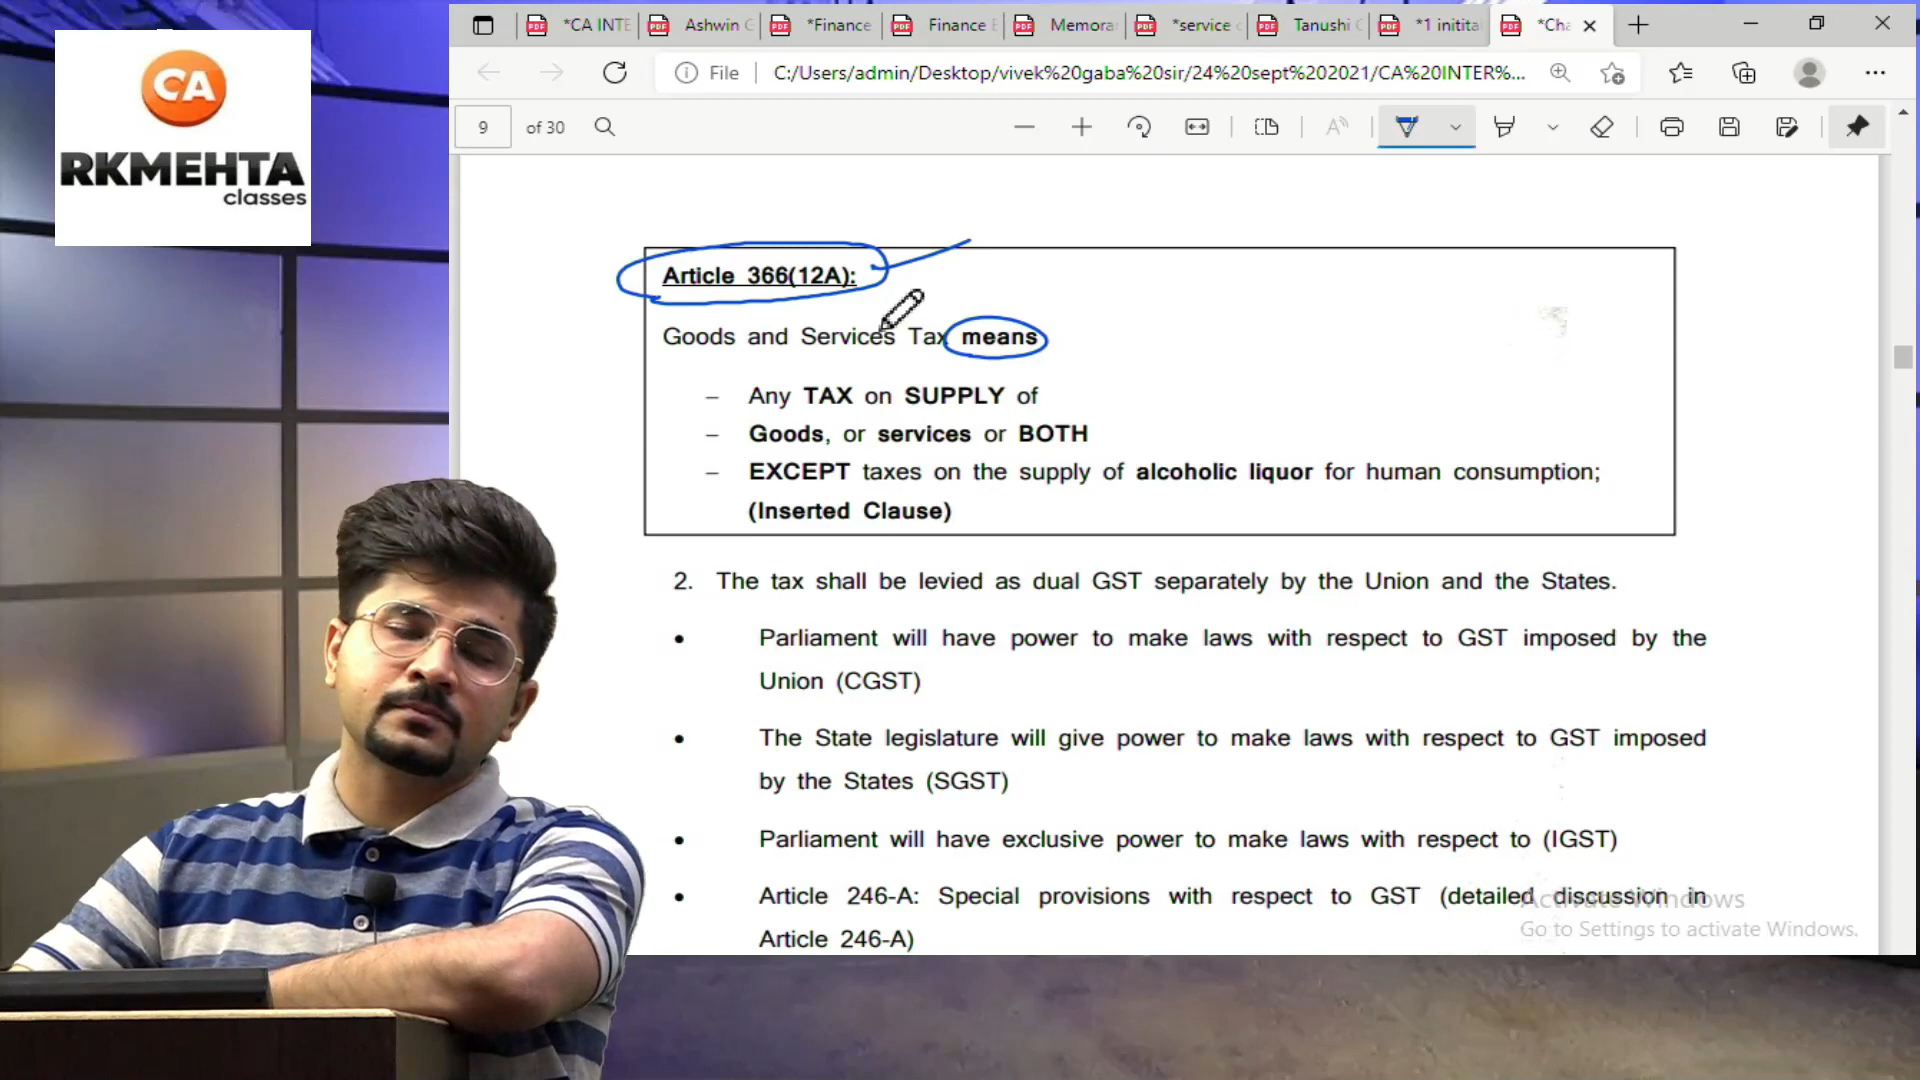 CA
RKMEHTA
classes
*CA INTE
Ashwin G
*Finance
Finance E
Memora
*service c
Tanushi C
*1 initita
*Cha
File
C:/Users/admin/Desktop/vivek%20gaba%20sir/24%20sept%202021/CA%20INTER%...
9 of 30
Article 366(12A):
Goods and Services Tax means
– Any TAX on SUPPLY of
– Goods, or services or BOTH
– EXCEPT taxes on the supply of alcoholic liquor for human consumption;
(Inserted Clause)
2. The tax shall be levied as dual GST separately by the Union and the States.
• Parliament will have power to make laws with respect to GST imposed by the
Union (CGST)
• The State legislature will give power to make laws with respect to GST imposed
by the States (SGST)
• Parliament will have exclusive power to make laws with respect to (IGST)
• Article 246-A: Special provisions with respect to GST (detailed discussion in
Article 246-A)
Activate Windows
Go to Settings to activate Windows.